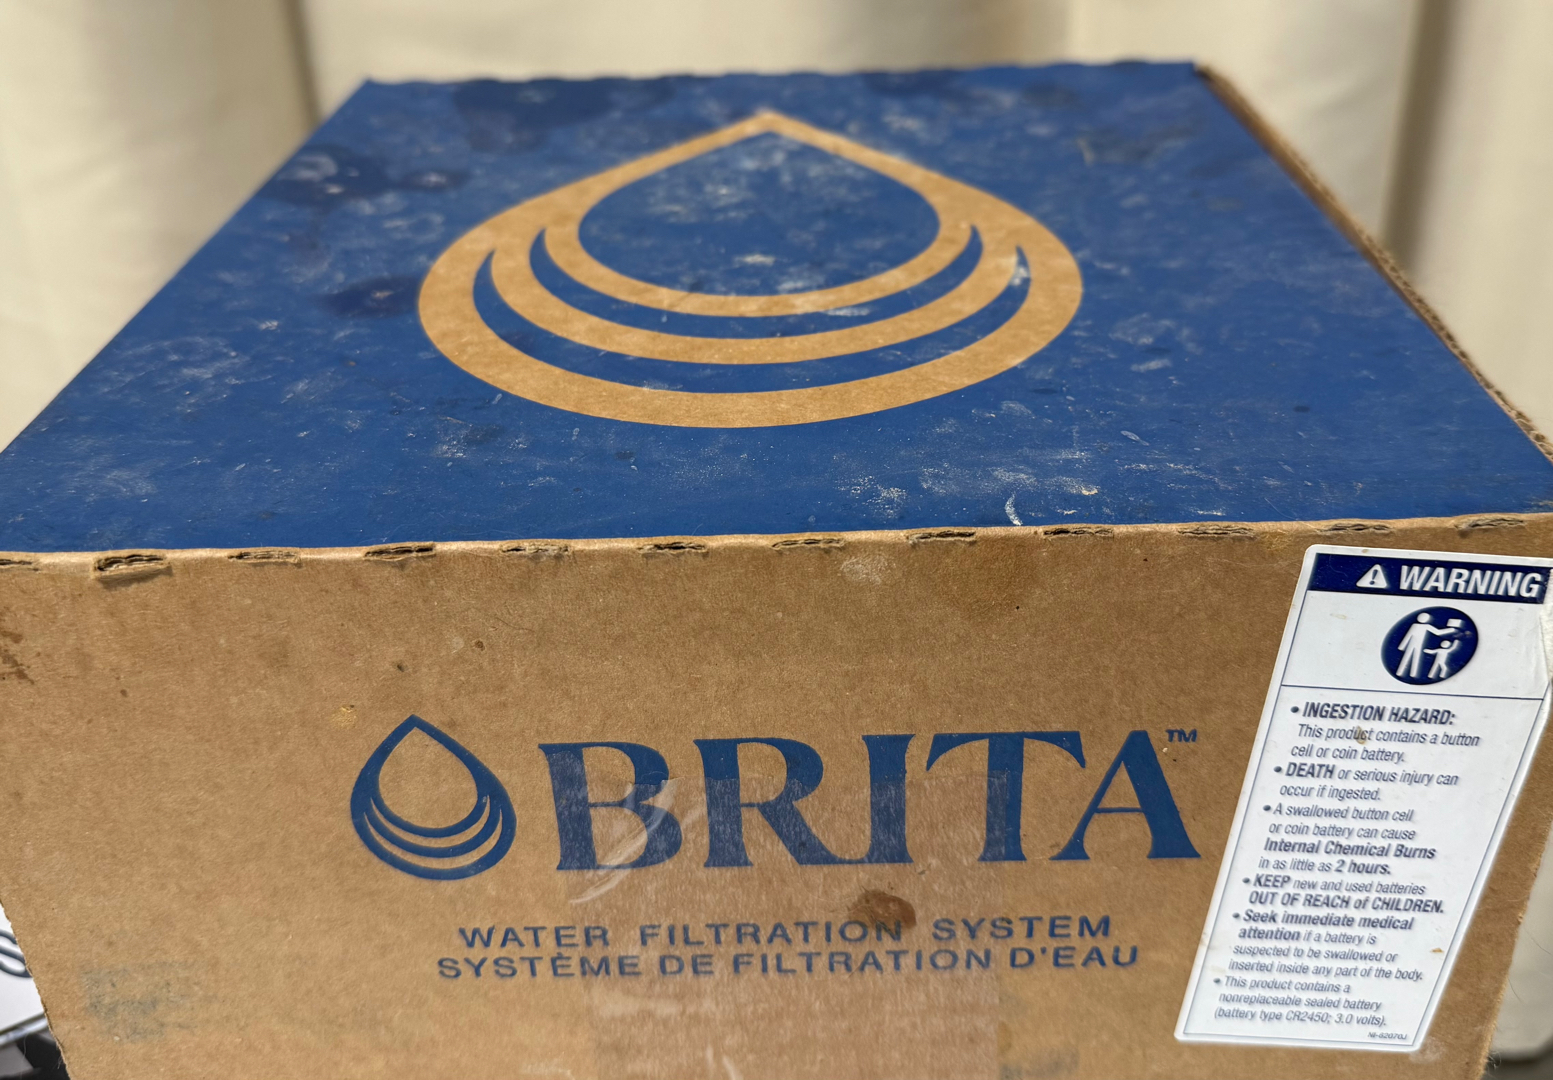 BRITA™
WATER FILTRATION SYSTEM
SYSTÈME DE FILTRATION D'EAU
WARNING
• INGESTION HAZARD:
This product contains a button
cell or coin battery.
• DEATH or serious injury can
occur if ingested.
• A swallowed button cell
or coin battery can cause
Internal Chemical Burns
in as little as 2 hours.
• KEEP new and used batteries
OUT OF REACH of CHILDREN.
• Seek immediate medical
attention if a battery is
suspected to be swallowed or
inserted inside any part of the body.
• This product contains a
nonreplaceable sealed battery
(battery type CR2450; 3.0 volts).